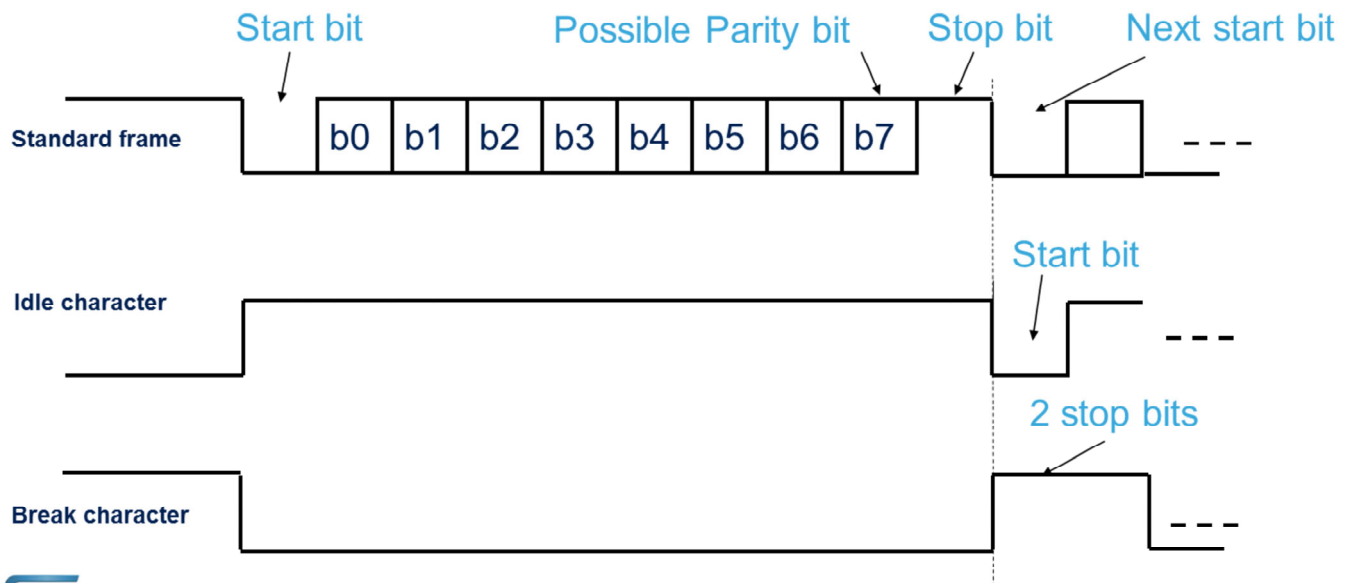 Start bit
Possible Parity bit
Stop bit
Next start bit
Standard frame
b0 b1 b2 b3 b4 b5 b6 b7
Start bit
Idle character
2 stop bits
Break character